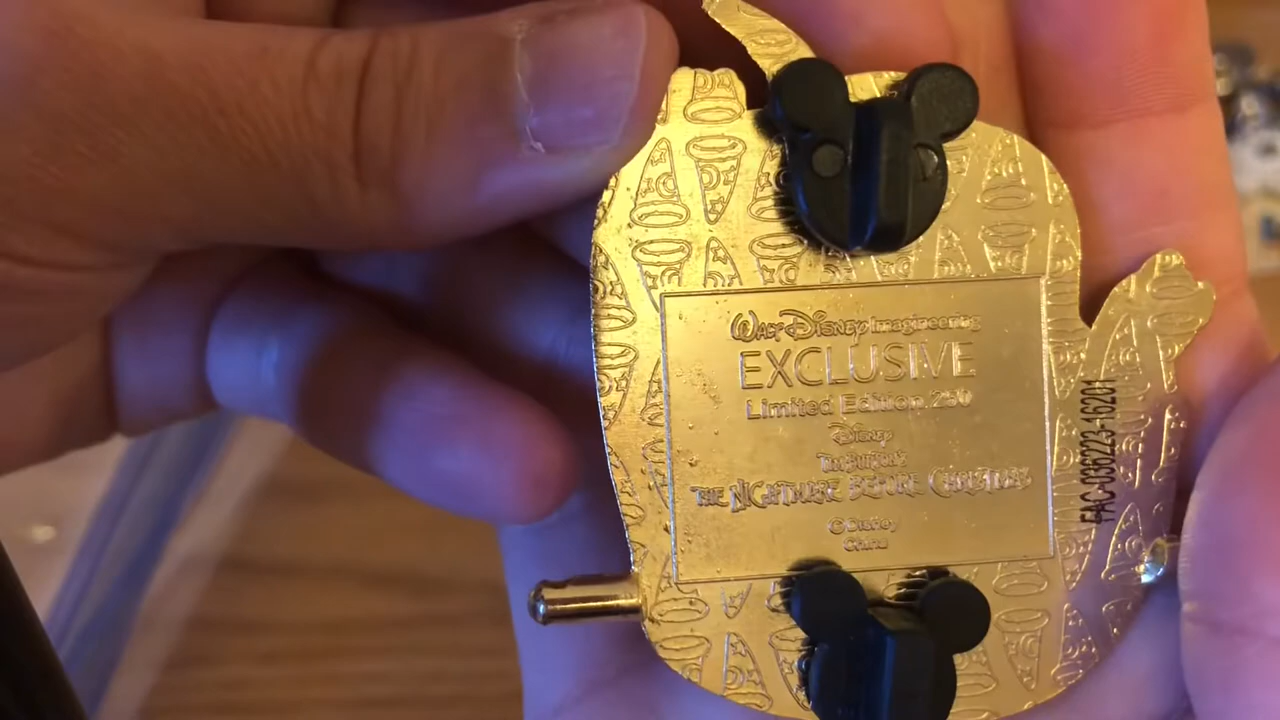 WALT DISNEY Imagineering
EXCLUSIVE
Limited Edition 250
DISNEY
TIM BURTON'S
THE NIGHTMARE BEFORE CHRISTMAS
©Disney
China
FAC-036223-16201